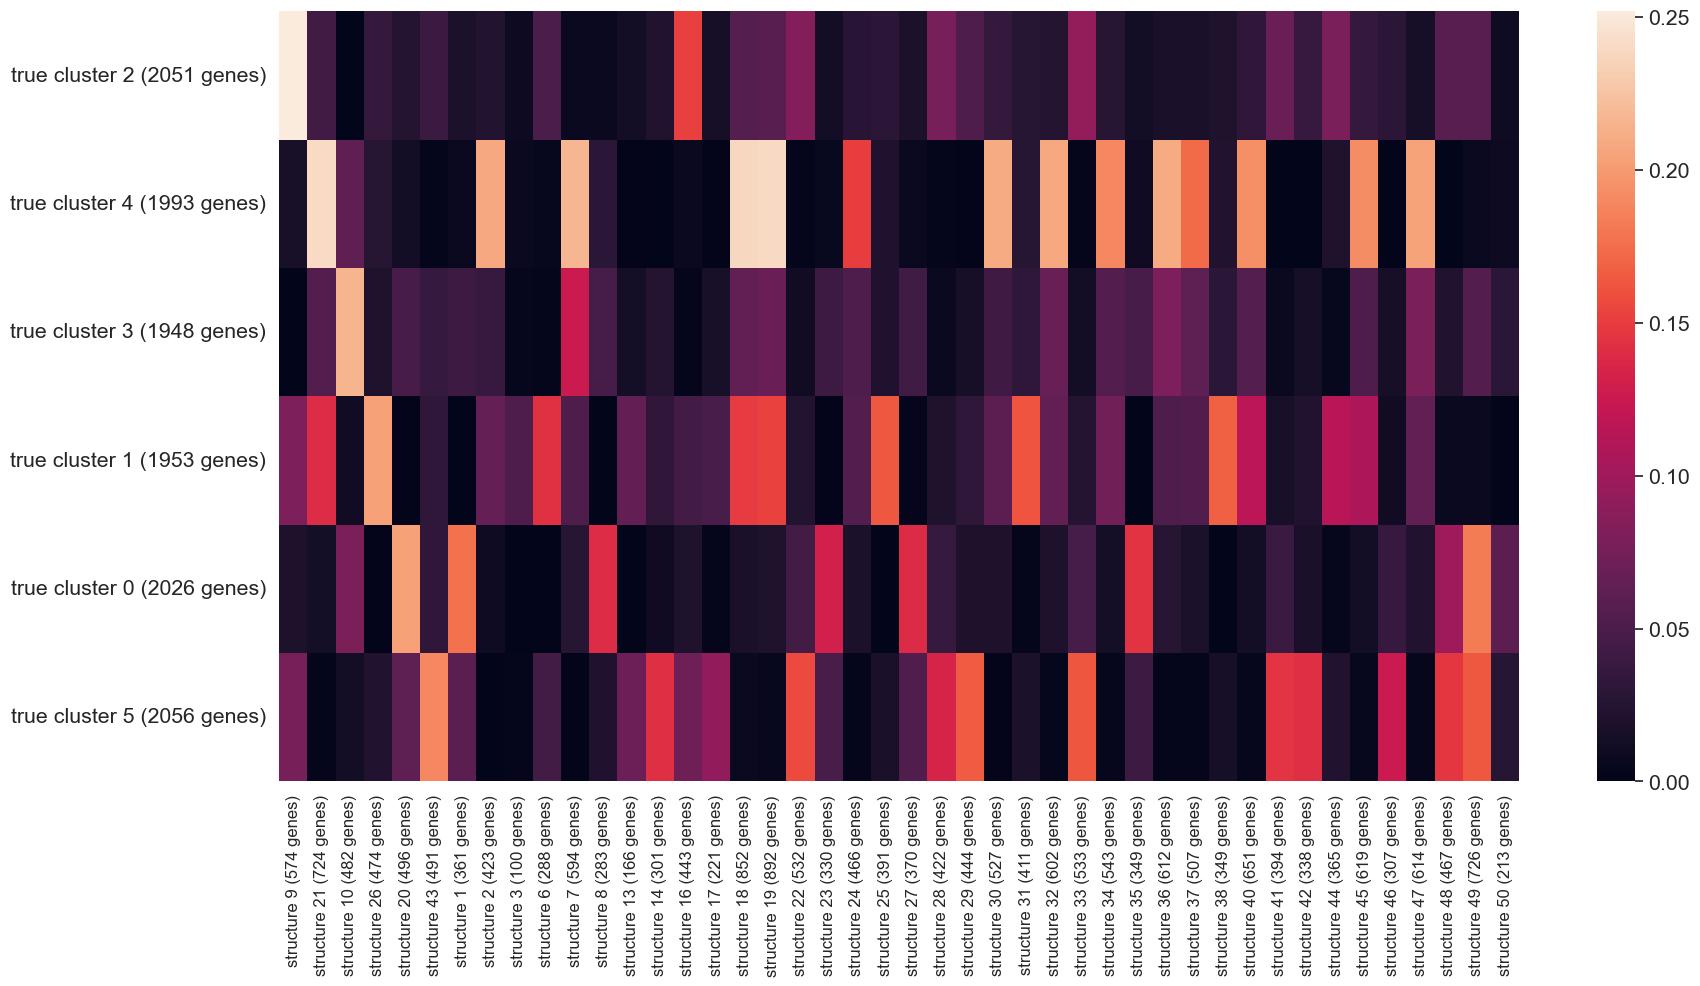 true cluster 2 (2051 genes)
true cluster 4 (1993 genes)
true cluster 3 (1948 genes)
true cluster 1 (1953 genes)
true cluster 0 (2026 genes)
true cluster 5 (2056 genes)
structure 9 (574 genes)
structure 21 (724 genes)
structure 10 (482 genes)
structure 26 (474 genes)
structure 20 (496 genes)
structure 43 (491 genes)
structure 1 (361 genes)
structure 2 (423 genes)
structure 3 (100 genes)
structure 6 (288 genes)
structure 7 (594 genes)
structure 8 (283 genes)
structure 13 (166 genes)
structure 14 (301 genes)
structure 16 (443 genes)
structure 17 (221 genes)
structure 18 (852 genes)
structure 19 (892 genes)
structure 22 (532 genes)
structure 23 (330 genes)
structure 24 (466 genes)
structure 25 (391 genes)
structure 27 (370 genes)
structure 28 (422 genes)
structure 29 (444 genes)
structure 30 (527 genes)
structure 31 (411 genes)
structure 32 (602 genes)
structure 33 (533 genes)
structure 34 (543 genes)
structure 35 (349 genes)
structure 36 (612 genes)
structure 37 (507 genes)
structure 38 (349 genes)
structure 40 (651 genes)
structure 41 (394 genes)
structure 42 (338 genes)
structure 44 (365 genes)
structure 45 (619 genes)
structure 46 (307 genes)
structure 47 (614 genes)
structure 48 (467 genes)
structure 49 (726 genes)
structure 50 (213 genes)
0.25
0.20
0.15
0.10
0.05
0.00